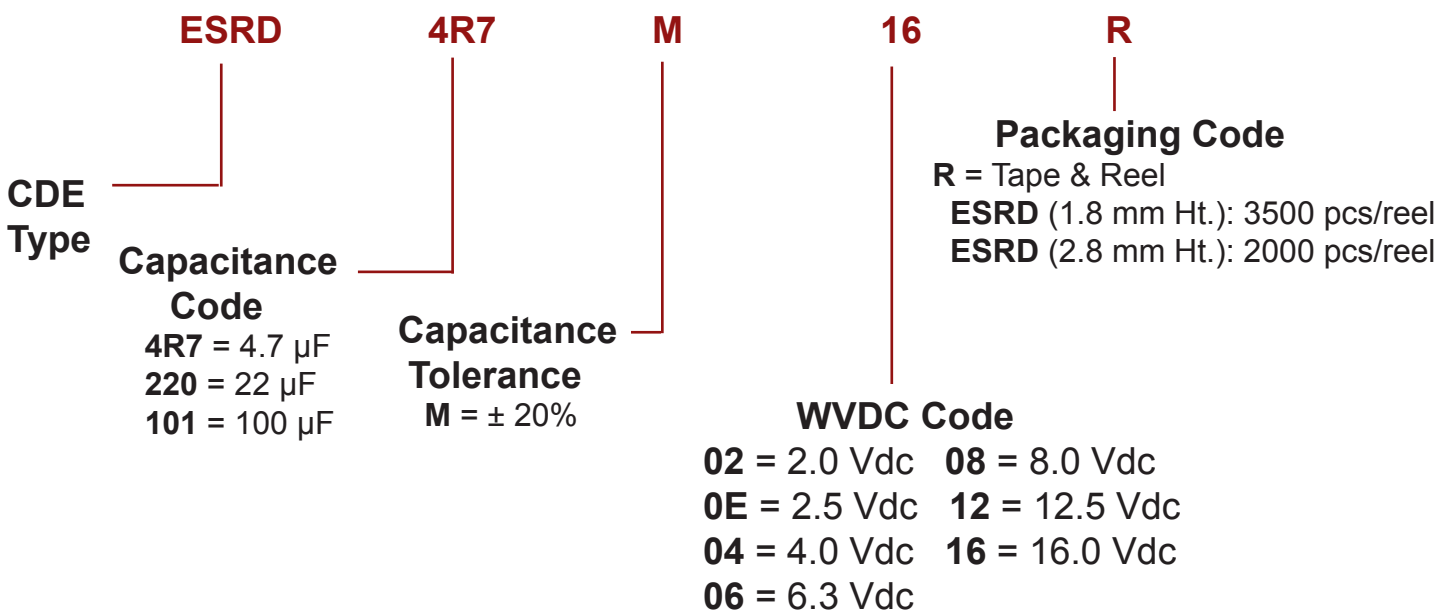 ESRD 4R7 M 16 R
CDE
Type
Capacitance
Code
4R7 = 4.7 µF
220 = 22 µF
101 = 100 µF
Capacitance
Tolerance
M = ± 20%
WVDC Code
02 = 2.0 Vdc 08 = 8.0 Vdc
0E = 2.5 Vdc 12 = 12.5 Vdc
04 = 4.0 Vdc 16 = 16.0 Vdc
06 = 6.3 Vdc
Packaging Code
R = Tape & Reel
ESRD (1.8 mm Ht.): 3500 pcs/reel
ESRD (2.8 mm Ht.): 2000 pcs/reel